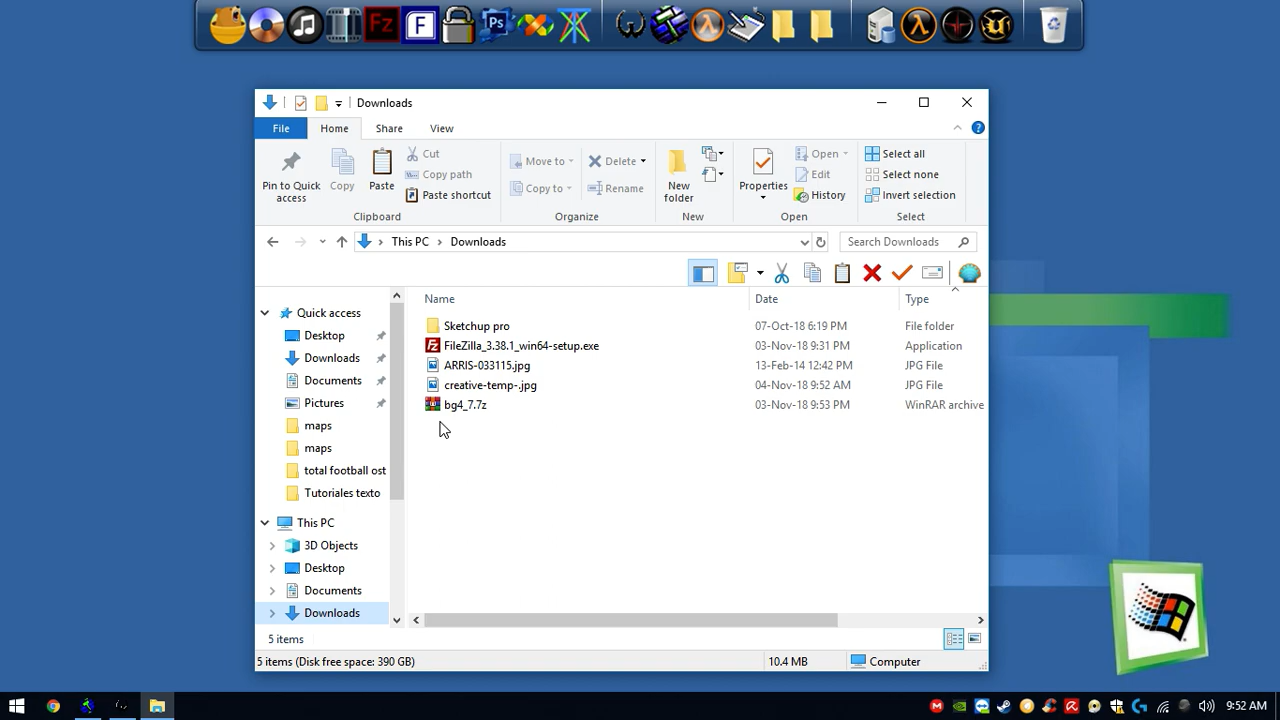 Fz
F
Ps
Downloads
File Home Share View
Pin to Quick access
Copy
Paste
Cut
Copy path
Paste shortcut
Clipboard
Move to
Copy to
Delete
Rename
Organize
New folder
New
Properties
Open
Edit
History
Open
Select all
Select none
Invert selection
Select
This PC > Downloads
Search Downloads
Name Date Type
Sketchup pro 07-Oct-18 6:19 PM File folder
FileZilla_3.38.1_win64-setup.exe 03-Nov-18 9:31 PM Application
ARRIS-033115.jpg 13-Feb-14 12:42 PM JPG File
creative-temp-.jpg 04-Nov-18 9:52 AM JPG File
bg4_7.7z 03-Nov-18 9:53 PM WinRAR archive
Quick access
Desktop
Downloads
Documents
Pictures
maps
maps
total football ost
Tutoriales texto
This PC
3D Objects
Desktop
Documents
Downloads
5 items
5 items (Disk free space: 390 GB) 10.4 MB Computer
9:52 AM